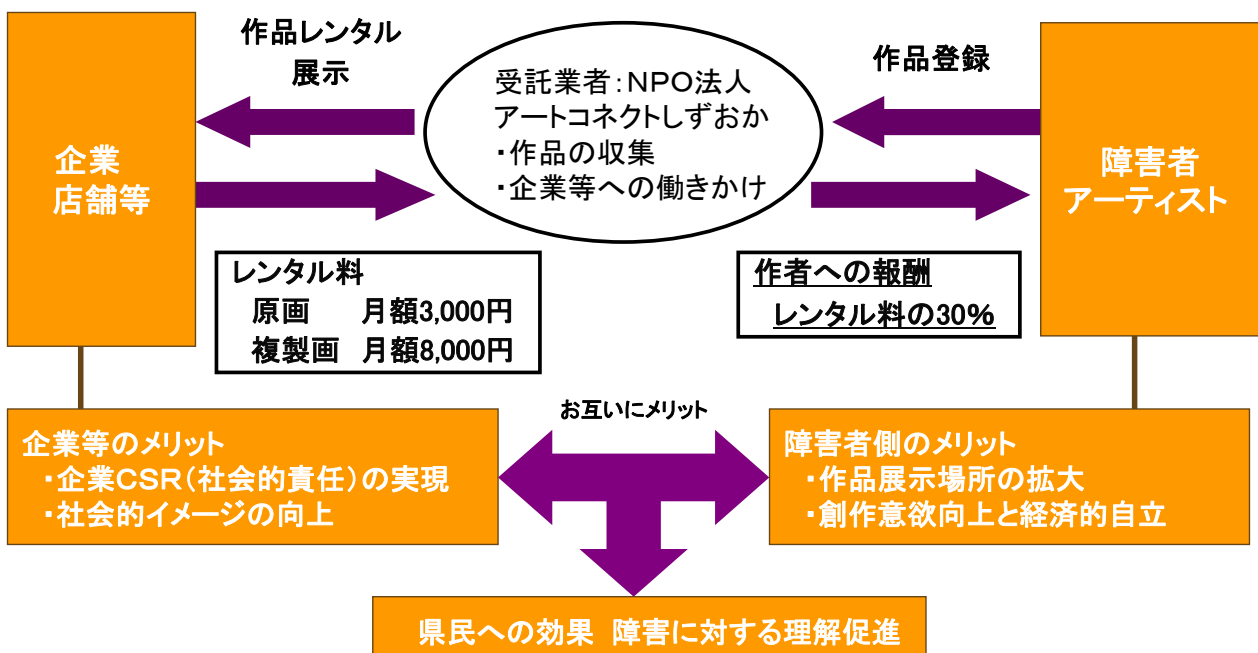 作品レンタル
展示
受託業者:NPO法人
アートコネクトしずおか
・作品の収集
・企業等への働きかけ
作品登録
企業
店舗等
障害者
アーティスト
レンタル料
原画 月額3,000円
複製画 月額8,000円
作者への報酬
レンタル料の30%
お互いにメリット
企業等のメリット
・企業CSR(社会的責任)の実現
・社会的イメージの向上
障害者側のメリット
・作品展示場所の拡大
・創作意欲向上と経済的自立
県民への効果 障害に対する理解促進